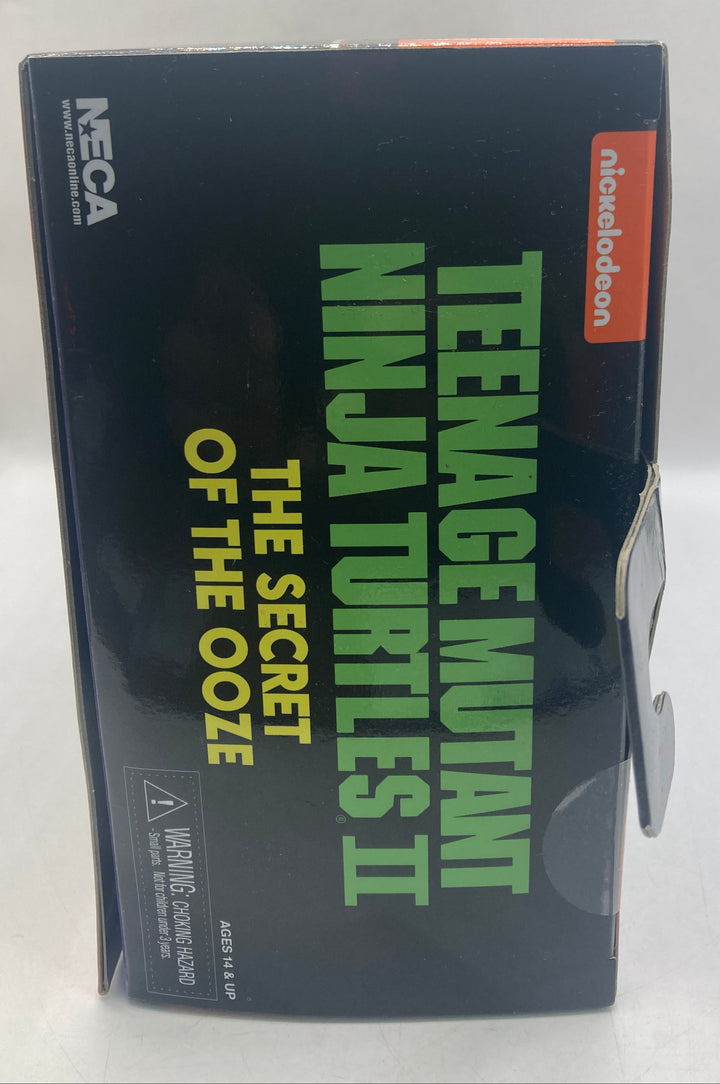 nickelodeon
TEENAGE MUTANT
NINJA TURTLES II
®
THE SECRET
OF THE OOZE
NECA
www.necaonline.com
AGES 14 & UP
WARNING: CHOKING HAZARD
- Small parts. Not for children under 3 years.